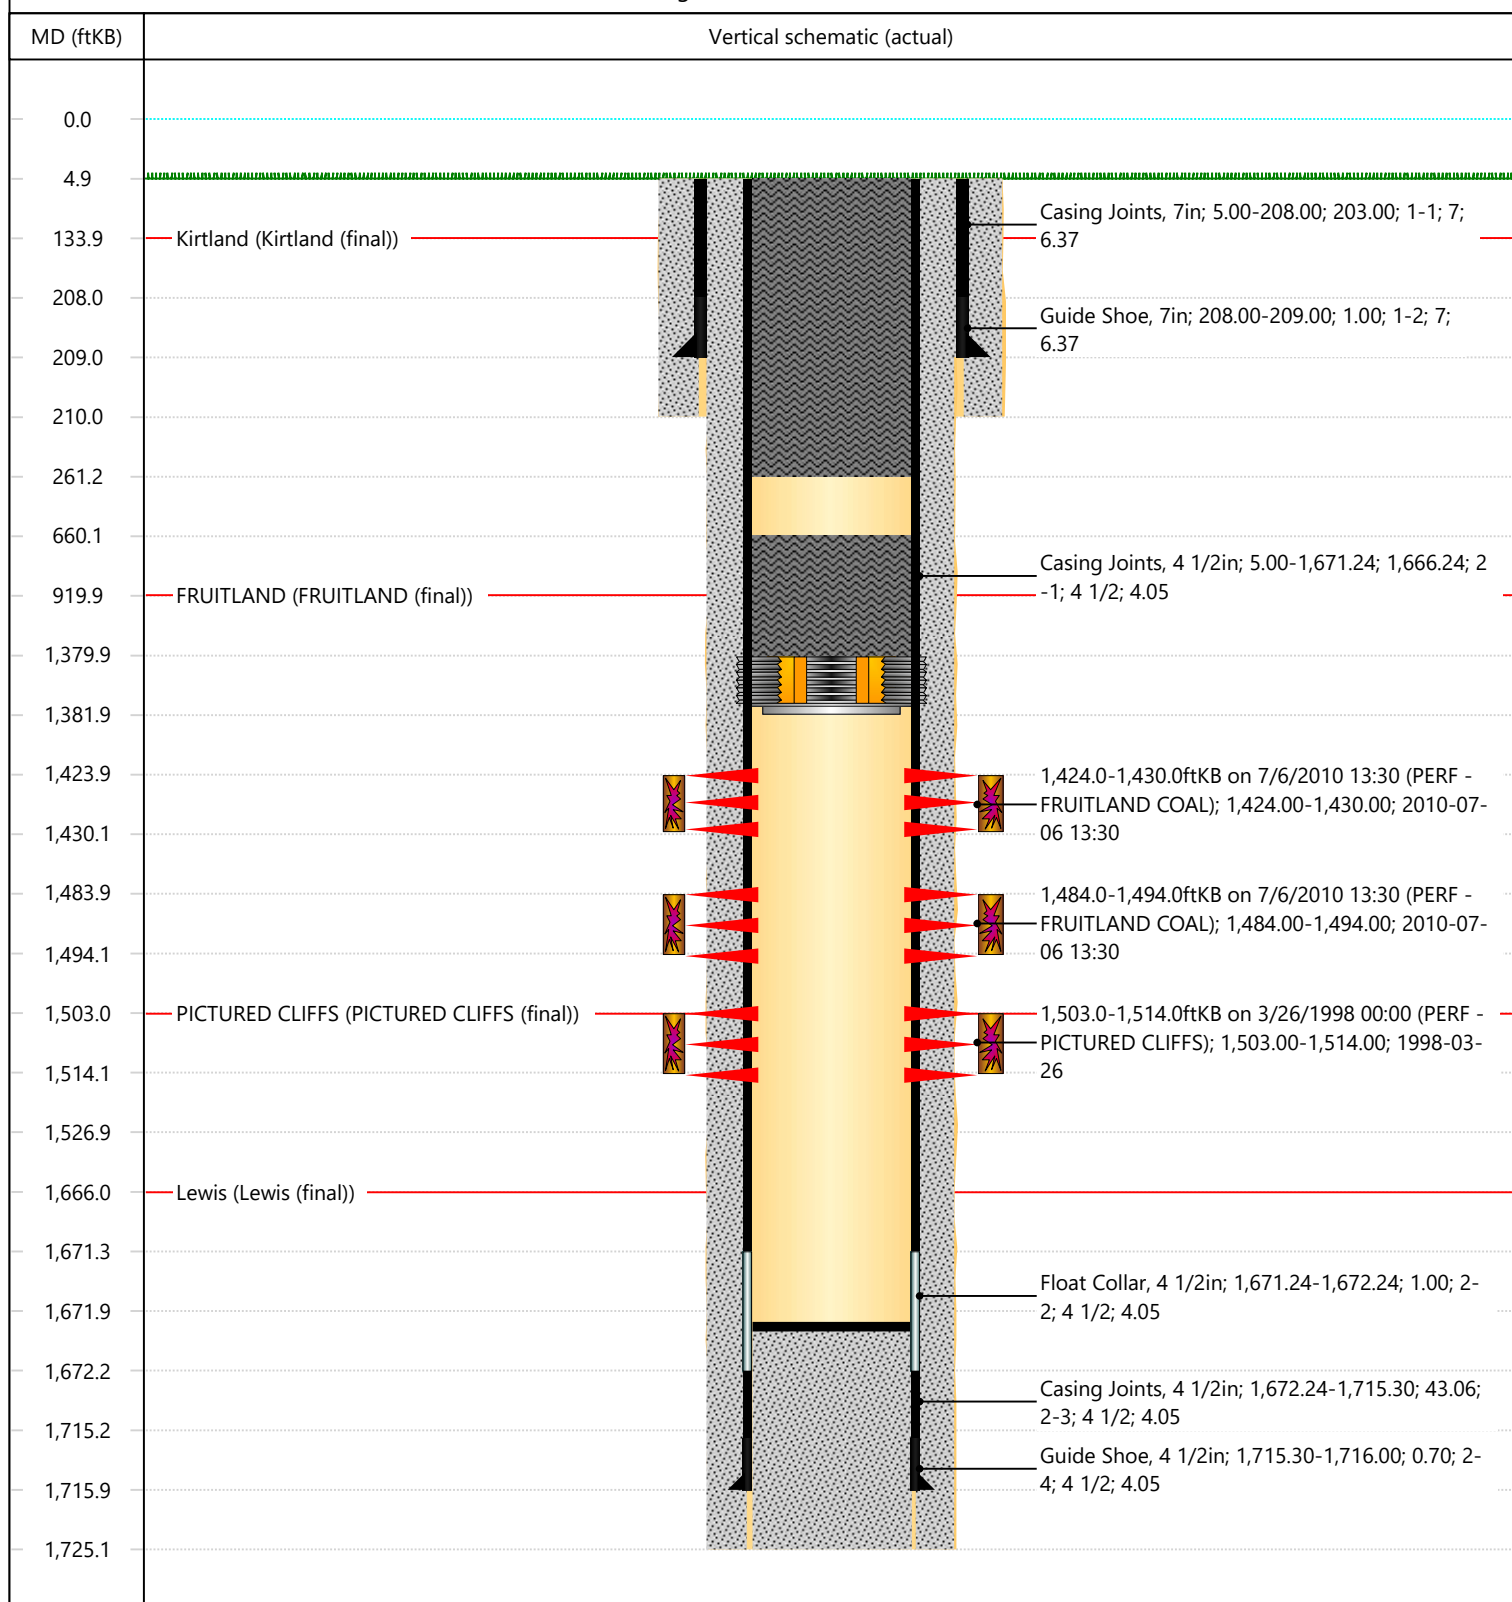 MD (ftKB)
Vertical schematic (actual)
0.0
4.9
Casing Joints, 7in; 5.00-208.00; 203.00; 1-1; 7;
6.37
133.9
Kirtland (Kirtland (final))
208.0
Guide Shoe, 7in; 208.00-209.00; 1.00; 1-2; 7;
6.37
209.0
210.0
261.2
660.1
Casing Joints, 4 1/2in; 5.00-1,671.24; 1,666.24; 2
-1; 4 1/2; 4.05
919.9
FRUITLAND (FRUITLAND (final))
1,379.9
1,381.9
1,423.9
1,424.0-1,430.0ftKB on 7/6/2010 13:30 (PERF -
FRUITLAND COAL); 1,424.00-1,430.00; 2010-07-
06 13:30
1,430.1
1,483.9
1,484.0-1,494.0ftKB on 7/6/2010 13:30 (PERF -
FRUITLAND COAL); 1,484.00-1,494.00; 2010-07-
06 13:30
1,494.1
1,503.0
PICTURED CLIFFS (PICTURED CLIFFS (final))
1,503.0-1,514.0ftKB on 3/26/1998 00:00 (PERF -
PICTURED CLIFFS); 1,503.00-1,514.00; 1998-03-
26
1,514.1
1,526.9
1,666.0
Lewis (Lewis (final))
1,671.3
Float Collar, 4 1/2in; 1,671.24-1,672.24; 1.00; 2-
2; 4 1/2; 4.05
1,671.9
1,672.2
Casing Joints, 4 1/2in; 1,672.24-1,715.30; 43.06;
2-3; 4 1/2; 4.05
1,715.2
Guide Shoe, 4 1/2in; 1,715.30-1,716.00; 0.70; 2-
4; 4 1/2; 4.05
1,715.9
1,725.1